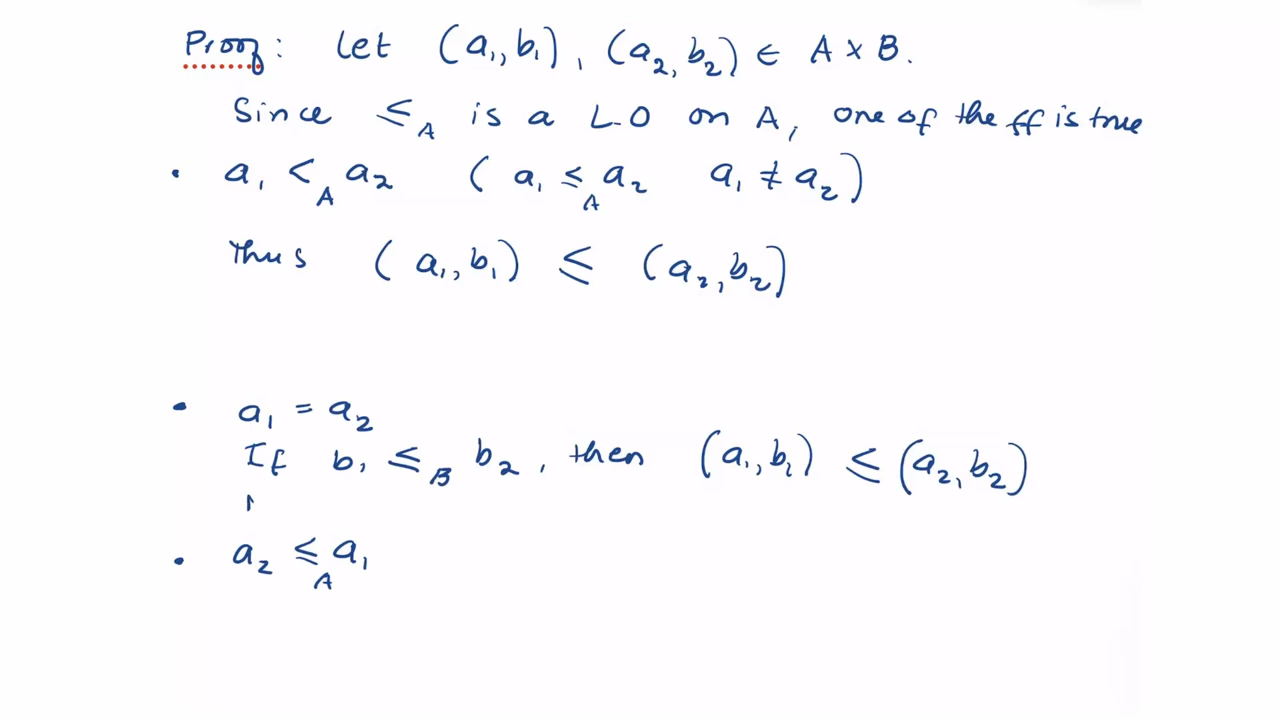 Proof: Let (a₁, b₁), (a₂, b₂) ∈ A × B.
Since ≤_A is a L-O on A, one of the ff is true
• a₁ <_A a₂ ( a₁ ≤_A a₂ a₁ ≠ a₂ )
Thus ( a₁, b₁ ) ≤ ( a₂, b₂ )
• a₁ = a₂
If b₁ ≤_B b₂, then (a₁, b₁) ≤ (a₂, b₂)
• a₂ ≤_A a₁